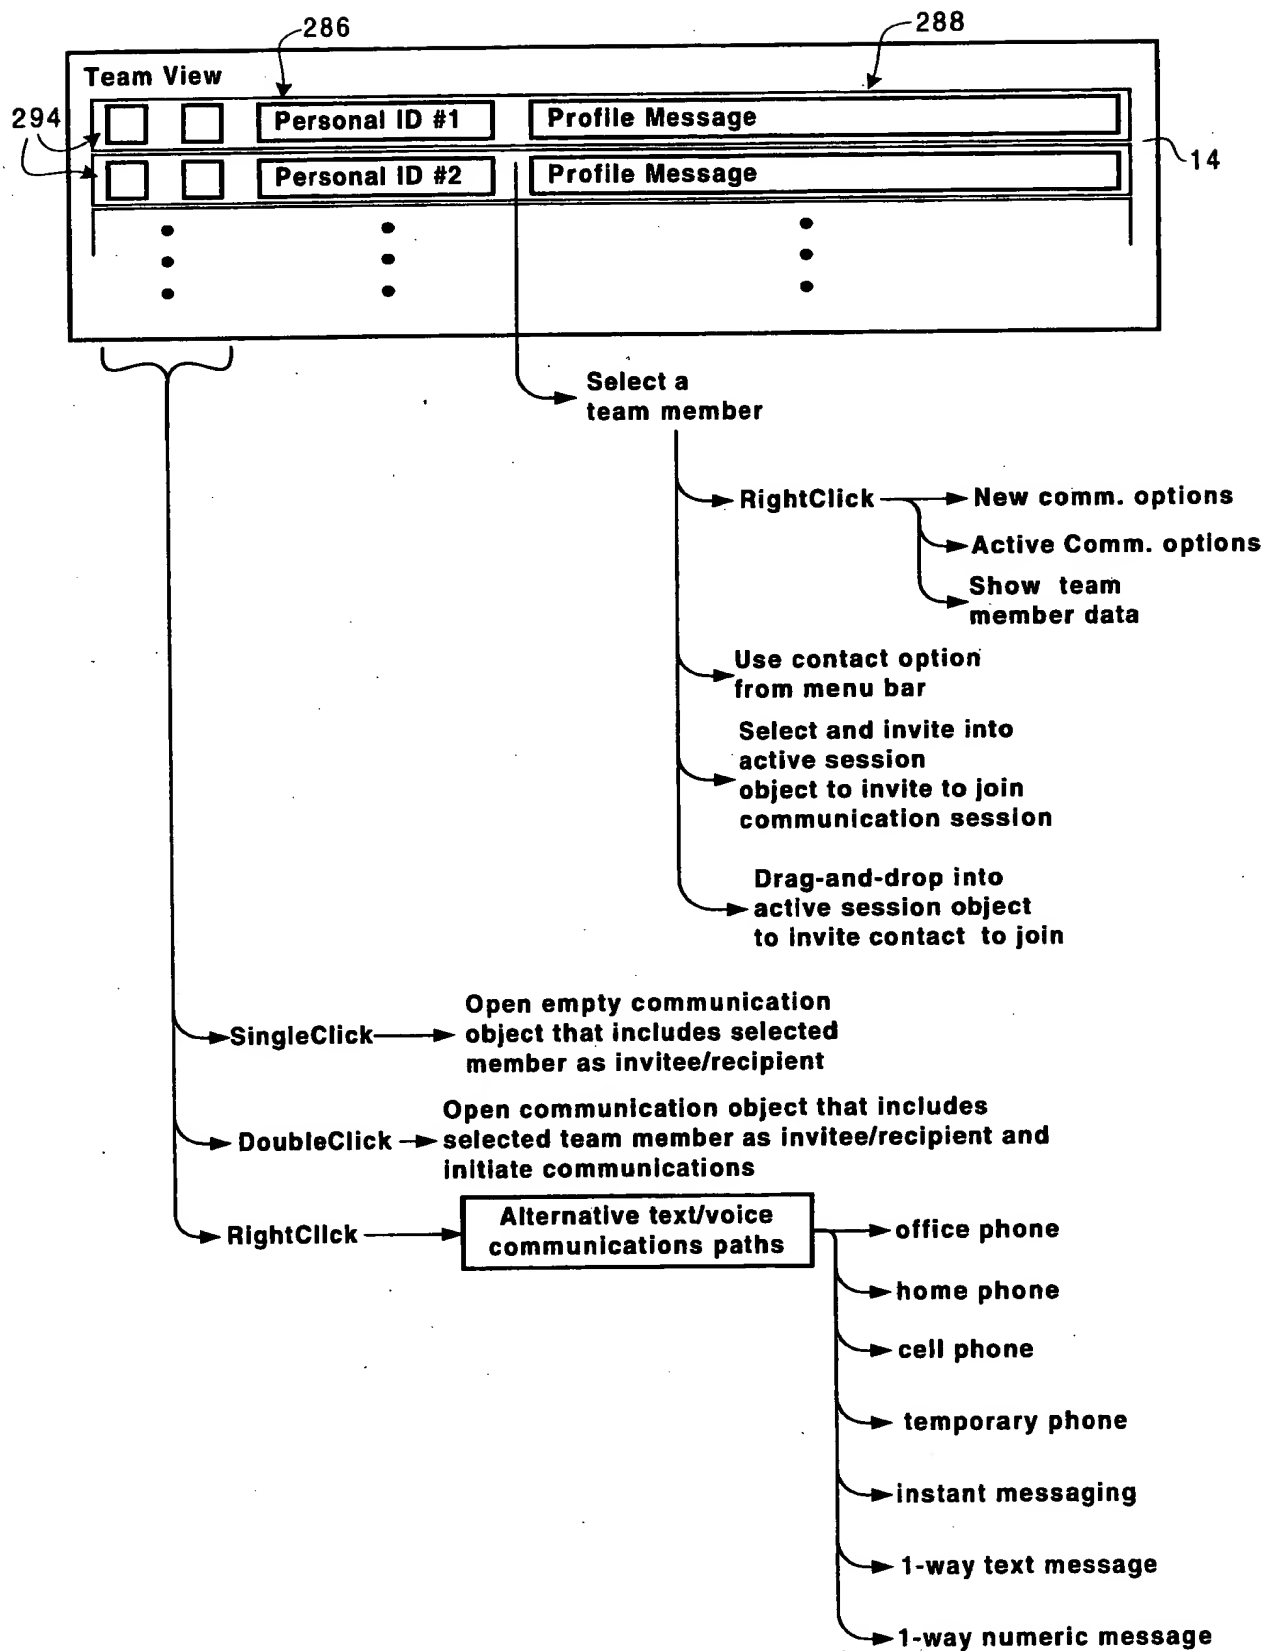 286
288
Team View
294
Personal ID #1
Profile Message
14
Personal ID #2
Profile Message
Select a
team member
RightClick
New comm. options
Active Comm. options
Show team
member data
Use contact option
from menu bar
Select and invite into
active session
object to invite to join
communication session
Drag-and-drop into
active session object
to invite contact to join
SingleClick
Open empty communication
object that includes selected
member as invitee/recipient
DoubleClick
Open communication object that includes
selected team member as invitee/recipient and
initiate communications
RightClick
Alternative text/voice
communications paths
office phone
home phone
cell phone
temporary phone
instant messaging
1-way text message
1-way numeric message